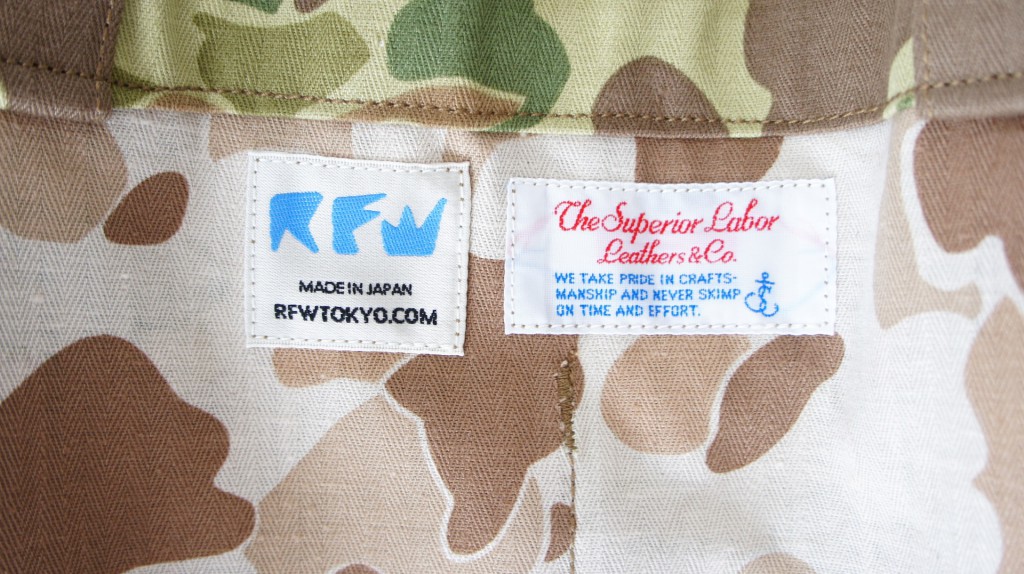 RFW
MADE IN JAPAN
RFWTOKYO.COM
The Superior Labor
Leathers & Co.
WE TAKE PRIDE IN CRAFTS-
MANSHIP AND NEVER SKIMP
ON TIME AND EFFORT.